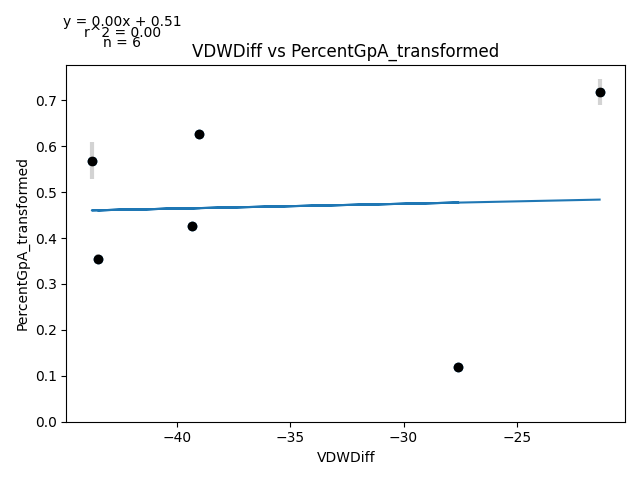 y = 0.00x + 0.51
r^2 = 0.00
n = 6
VDWDiff vs PercentGpA_transformed
0.7
0.6
0.5
0.4
0.3
0.2
0.1
0.0
PercentGpA_transformed
−40
−35
−30
−25
VDWDiff